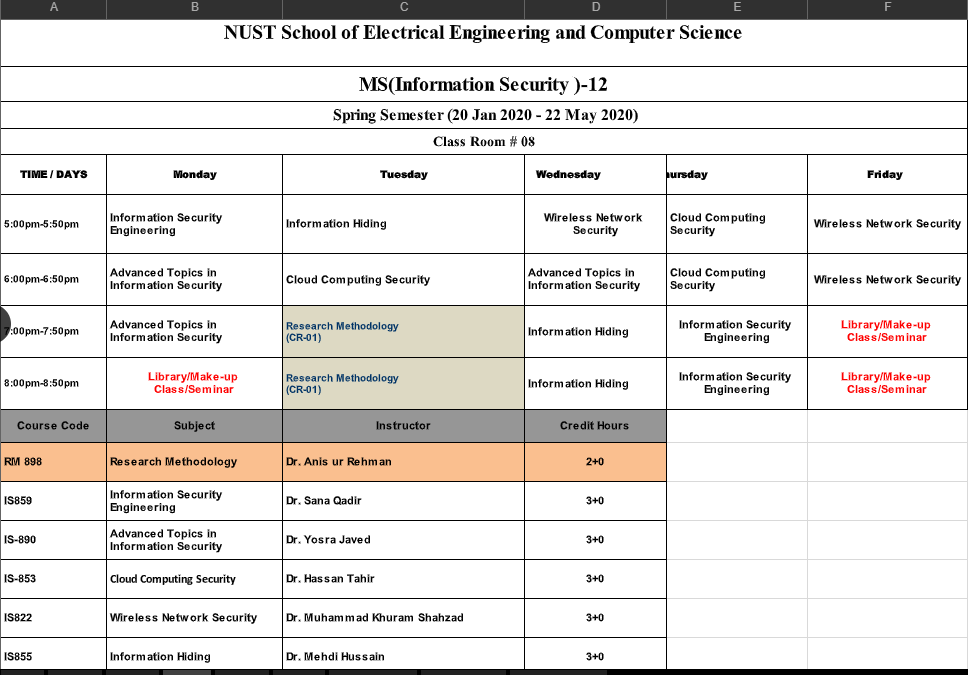 A B C D E F
NUST School of Electrical Engineering and Computer Science
MS(Information Security )-12
Spring Semester (20 Jan 2020 - 22 May 2020)
Class Room # 08
TIME / DAYS Monday Tuesday Wednesday ursday Friday
5:00pm-5:50pm Information Security Engineering Information Hiding Wireless Network Security Cloud Computing Security Wireless Network Security
6:00pm-6:50pm Advanced Topics in Information Security Cloud Computing Security Advanced Topics in Information Security Cloud Computing Security Wireless Network Security
7:00pm-7:50pm Advanced Topics in Information Security Research Methodology (CR-01) Information Hiding Information Security Engineering Library/Make-up Class/Seminar
8:00pm-8:50pm Library/Make-up Class/Seminar Research Methodology (CR-01) Information Hiding Information Security Engineering Library/Make-up Class/Seminar
Course Code Subject Instructor Credit Hours
RM 898 Research Methodology Dr. Anis ur Rehman 2+0
IS859 Information Security Engineering Dr. Sana Qadir 3+0
IS-890 Advanced Topics in Information Security Dr. Yosra Javed 3+0
IS-853 Cloud Computing Security Dr. Hassan Tahir 3+0
IS822 Wireless Network Security Dr. Muhammad Khuram Shahzad 3+0
IS855 Information Hiding Dr. Mehdi Hussain 3+0